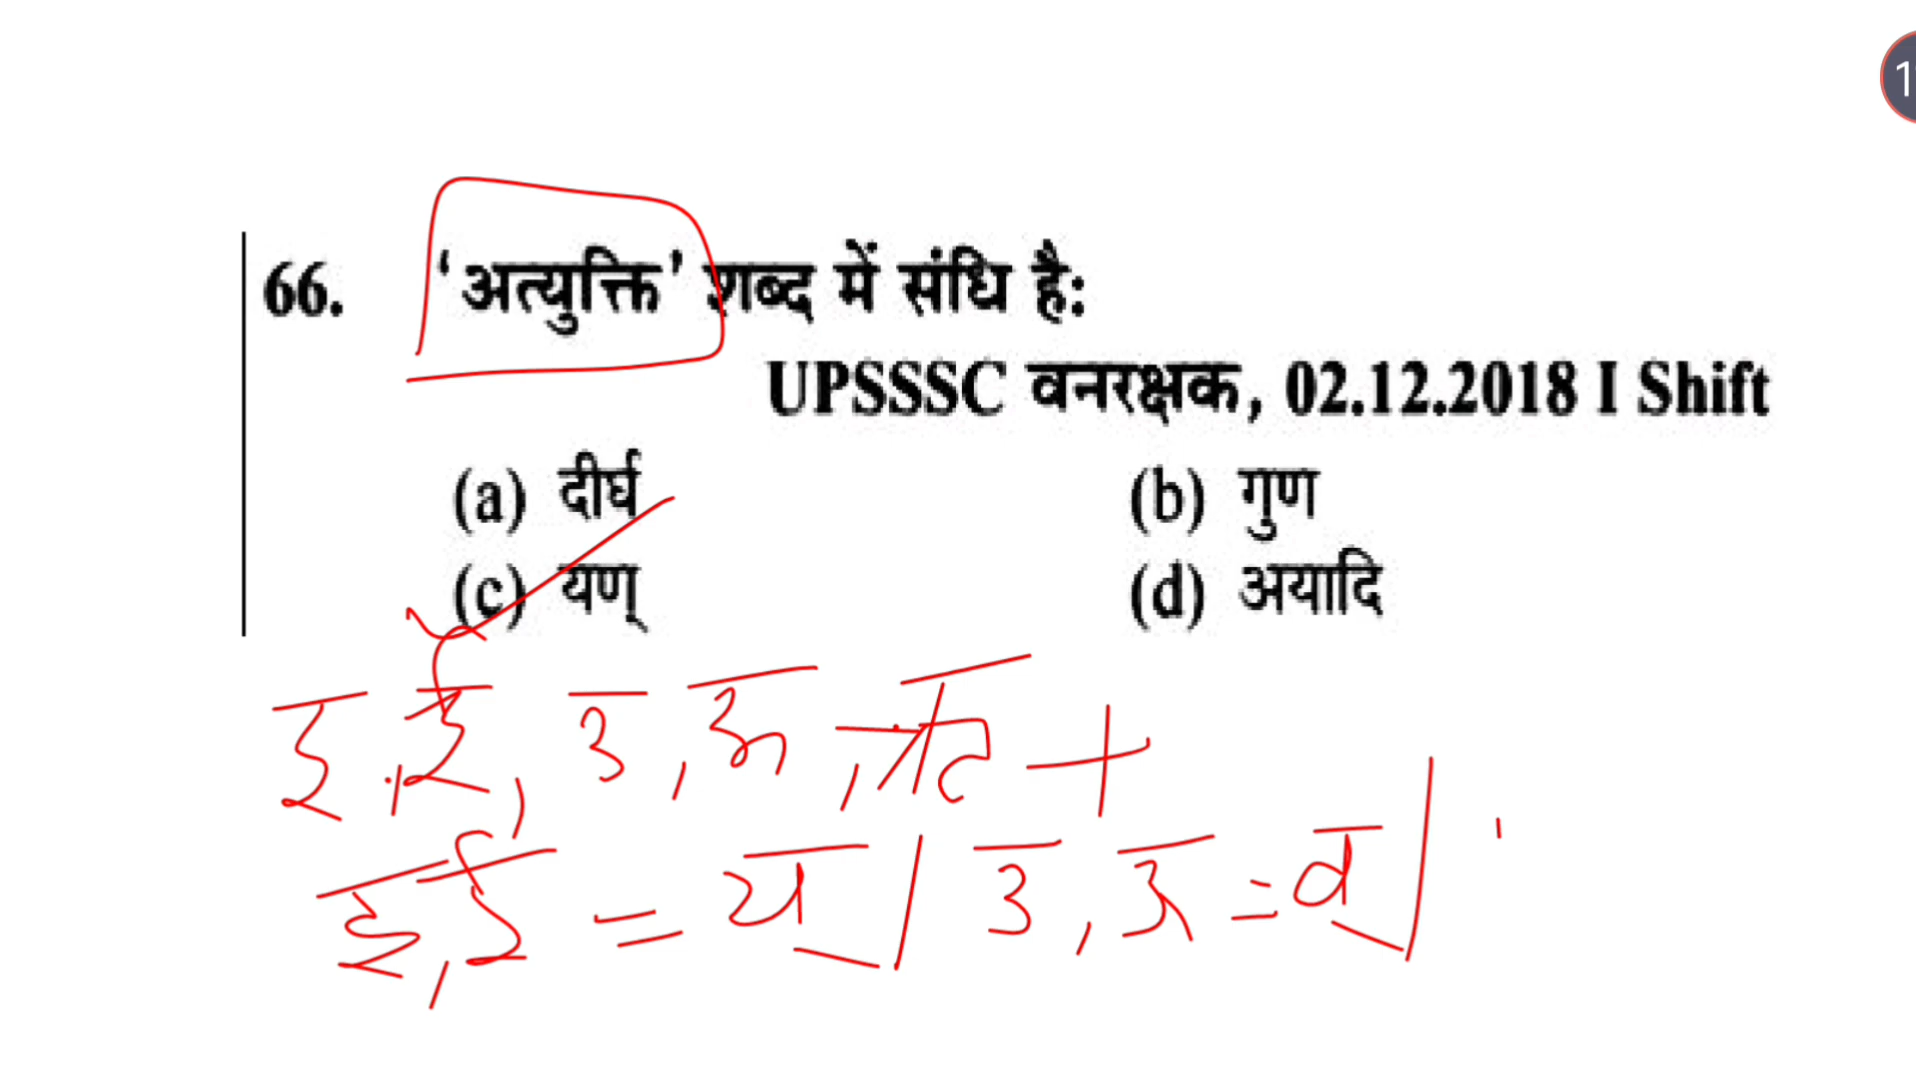 66. 'अत्युक्ति' शब्द में संधि है:
UPSSSC वनरक्षक, 02.12.2018 I Shift
(a) दीर्घ (b) गुण
(c) यण् (d) अयादि
इ, ई, उ, ऊ, ऋ +
इ, ई = य् उ, ऊ = व्